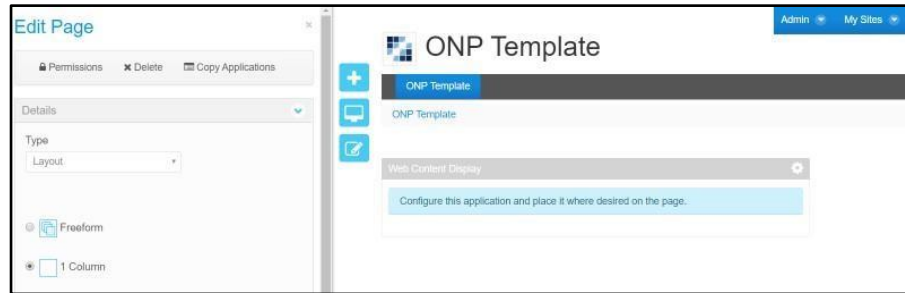 Edit Page
Permissions Delete Copy Applications
Details
Type
Layout
Freeform
1 Column
Admin My Sites
ONP Template
ONP Template
ONP Template
Web Content Display
Configure this application and place it where desired on the page.